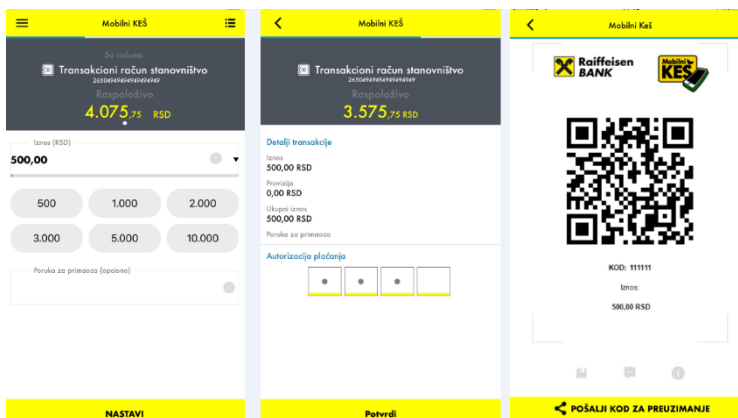 Mobilni KEŠ
Sa računa:
Transakcioni račun stanovništvo
Raspoloživo
4.075,75 RSD
Iznos (RSD)
500,00
500
1.000
2.000
3.000
5.000
10.000
Poruka za primaoca (opciono)
NASTAVI
Mobilni KEŠ
Transakcioni račun stanovništvo
Raspoloživo
3.575,75 RSD
Detalji transakcije
Iznos
500,00 RSD
Provizija
0,00 RSD
Ukupni iznos
500,00 RSD
Poruka za primaoca
Autorizacija plaćanja
Potvrdi
Mobilni Keš
Raiffeisen
BANK
Mobilni
KEŠ
KOD: 111111
Iznos:
500,00 RSD
POŠALJI KOD ZA PREUZIMANJE